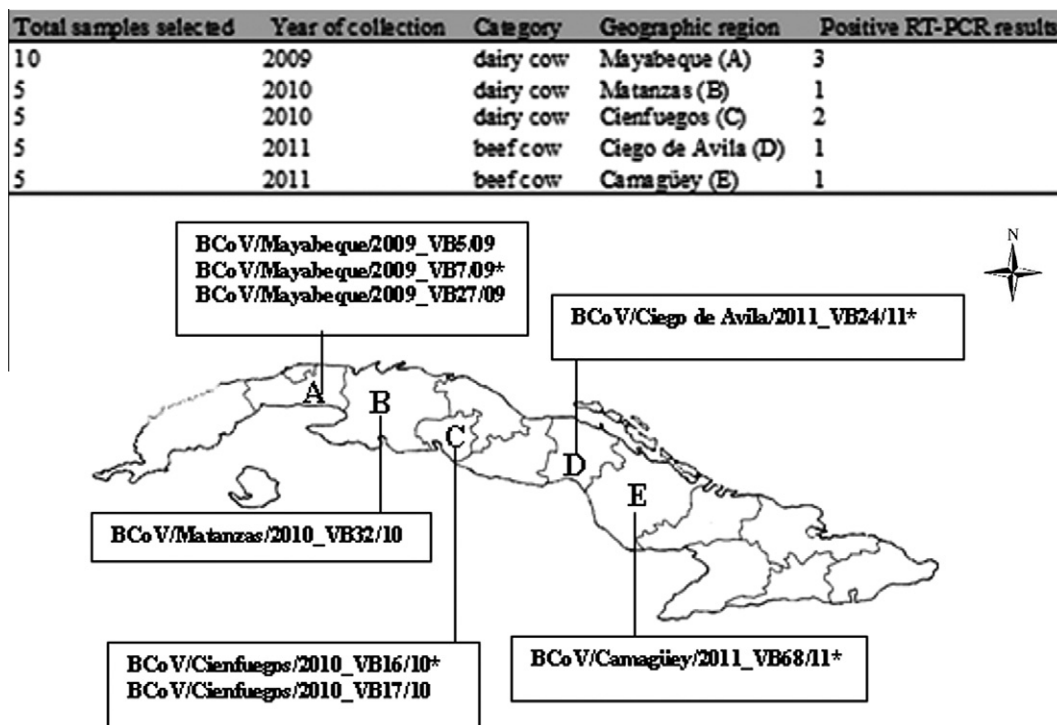 Total samples selected Year of collection Category Geographic region Positive RT-PCR results
10 2009 dairy cow Mayabeque (A) 3
5 2010 dairy cow Matanzas (B) 1
5 2010 dairy cow Cienfuegos (C) 2
5 2011 beef cow Ciego de Avila (D) 1
5 2011 beef cow Camagüey (E) 1
BCoV/Mayabeque/2009_VB5/09
BCoV/Mayabeque/2009_VB7/09*
BCoV/Mayabeque/2009_VB27/09
N
BCoV/Ciego de Avila/2011_VB24/11*
A
B
C
D
E
BCoV/Matanzas/2010_VB32/10
BCoV/Cienfuegos/2010_VB16/10*
BCoV/Cienfuegos/2010_VB17/10
BCoV/Camagüey/2011_VB68/11*